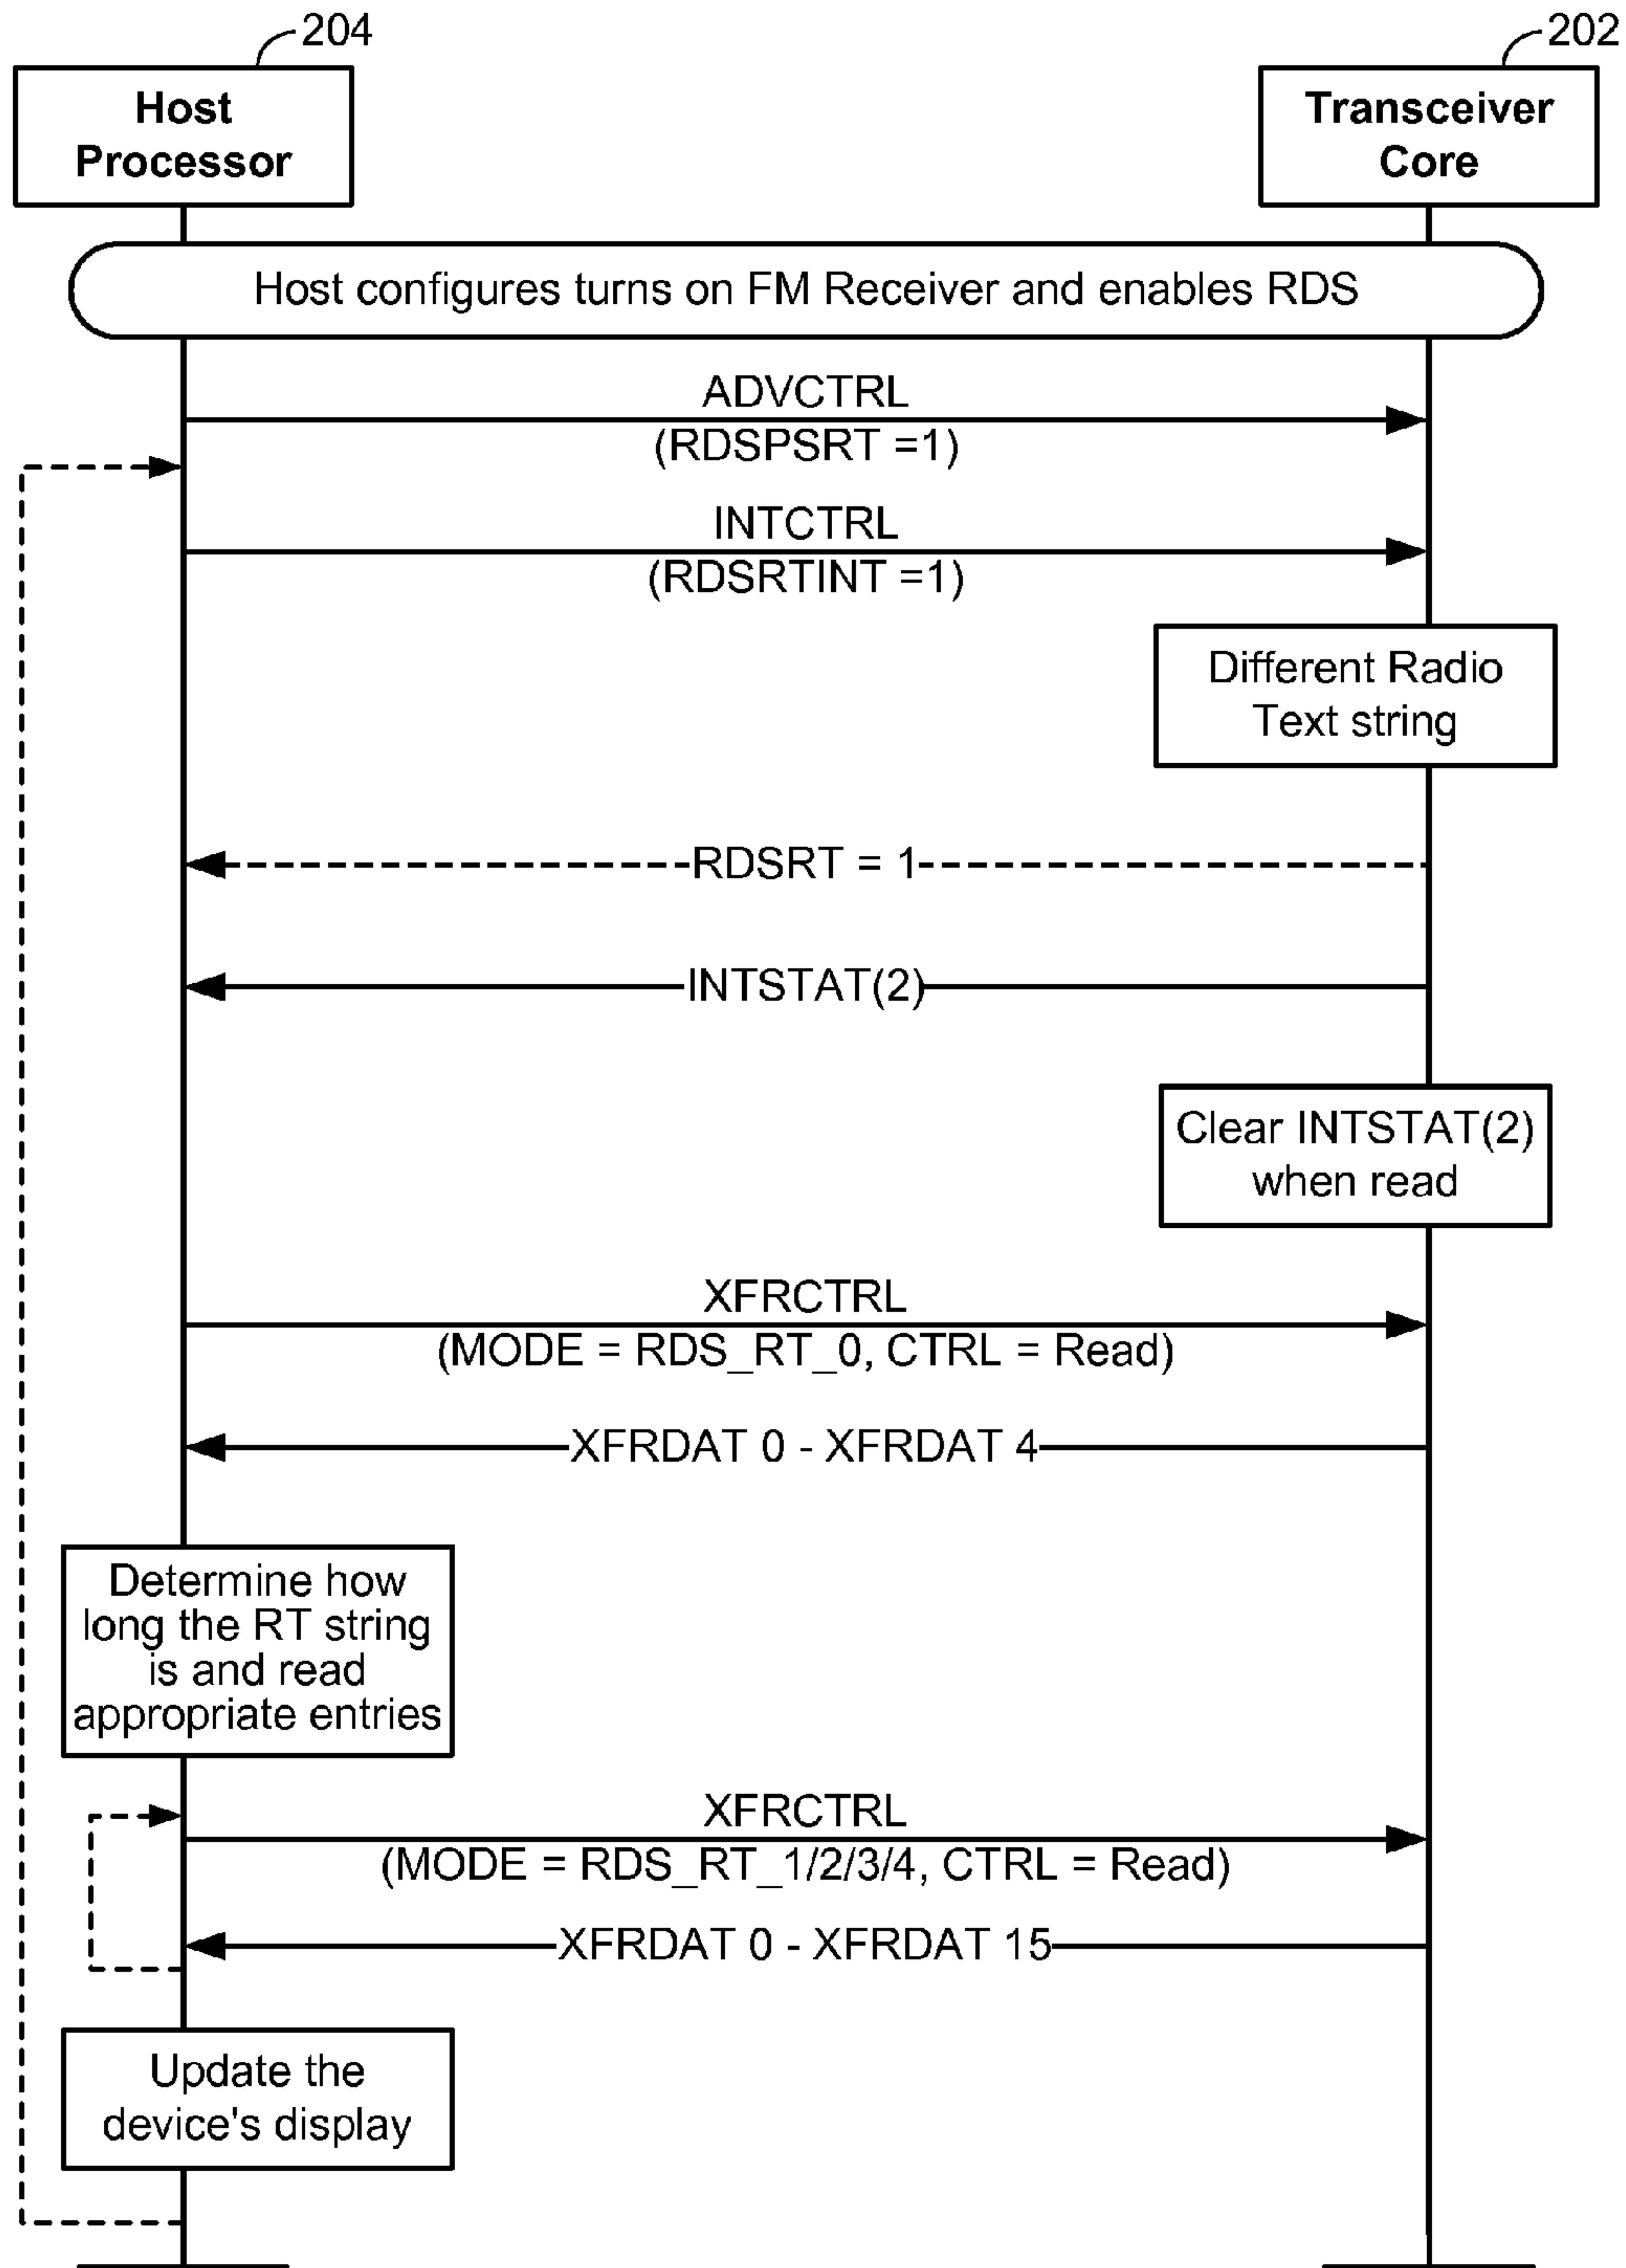 204
202
Host
Processor
Transceiver
Core
Host configures turns on FM Receiver and enables RDS
ADVCTRL
(RDSPSRT =1)
INTCTRL
(RDSRTINT =1)
Different Radio
Text string
RDSRT = 1
INTSTAT(2)
Clear INTSTAT(2)
when read
XFRCTRL
(MODE = RDS_RT_0, CTRL = Read)
XFRDAT 0 - XFRDAT 4
Determine how
long the RT string
is and read
appropriate entries
XFRCTRL
(MODE = RDS_RT_1/2/3/4, CTRL = Read)
XFRDAT 0 - XFRDAT 15
Update the
device's display